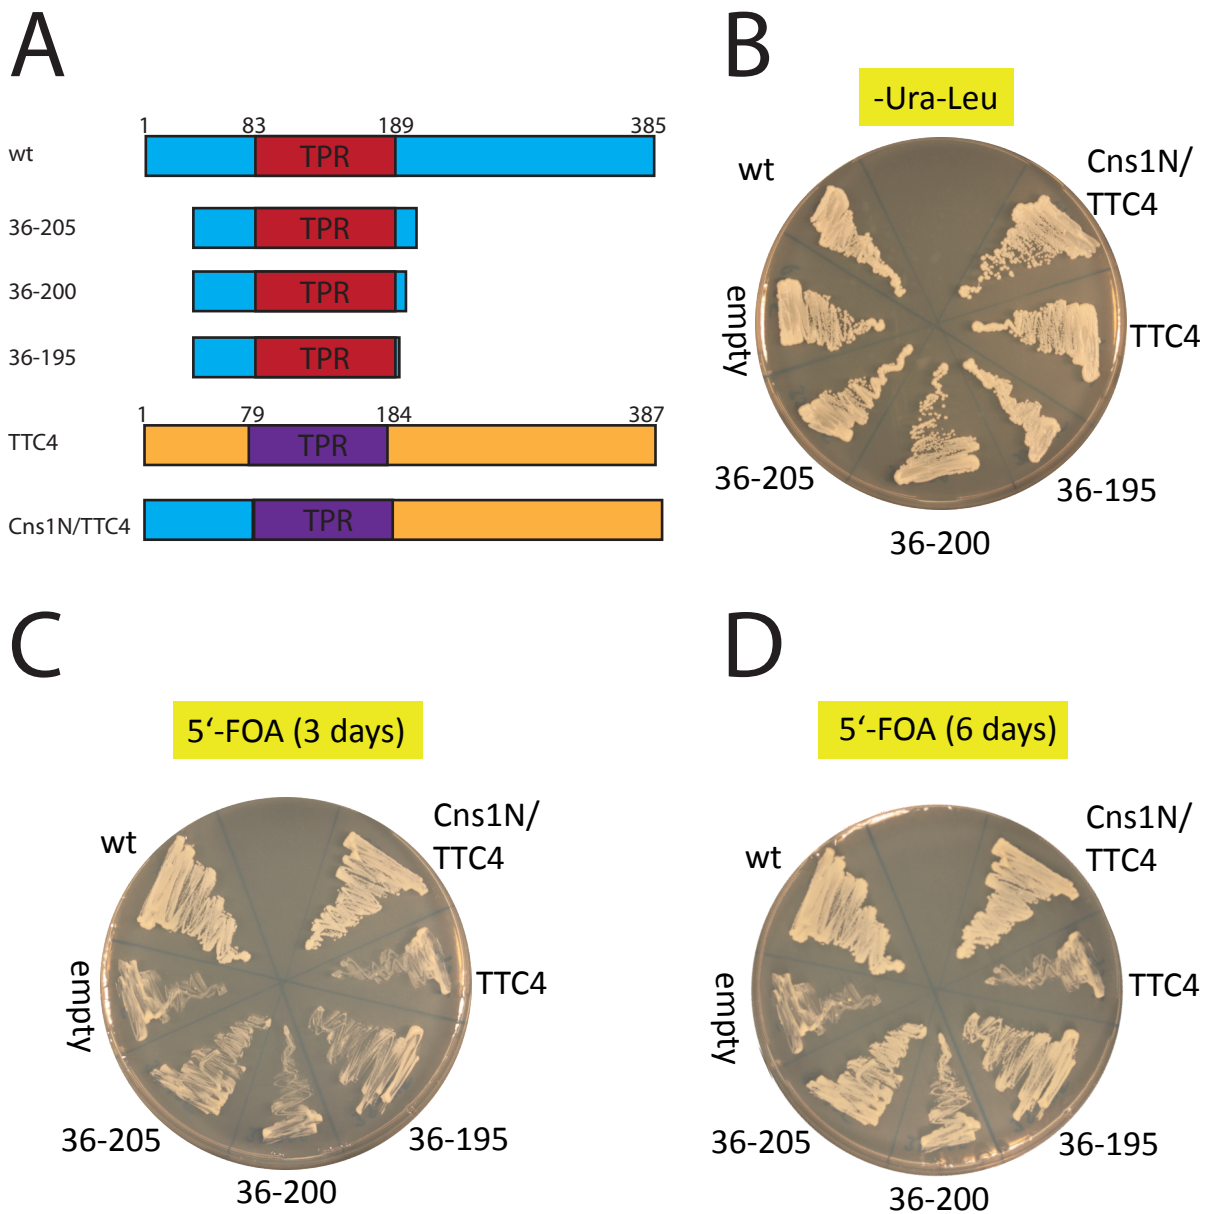 A
1 83 189 385
wt TPR
36-205 TPR
36-200 TPR
36-195 TPR
1 79 184 387
TTC4 TPR
Cns1N/TTC4 TPR
B
-Ura-Leu
wt
Cns1N/
TTC4
empty
TTC4
36-205
36-195
36-200
C
5‘-FOA (3 days)
wt
Cns1N/
TTC4
empty
TTC4
36-205
36-195
36-200
D
5‘-FOA (6 days)
wt
Cns1N/
TTC4
empty
TTC4
36-205
36-195
36-200